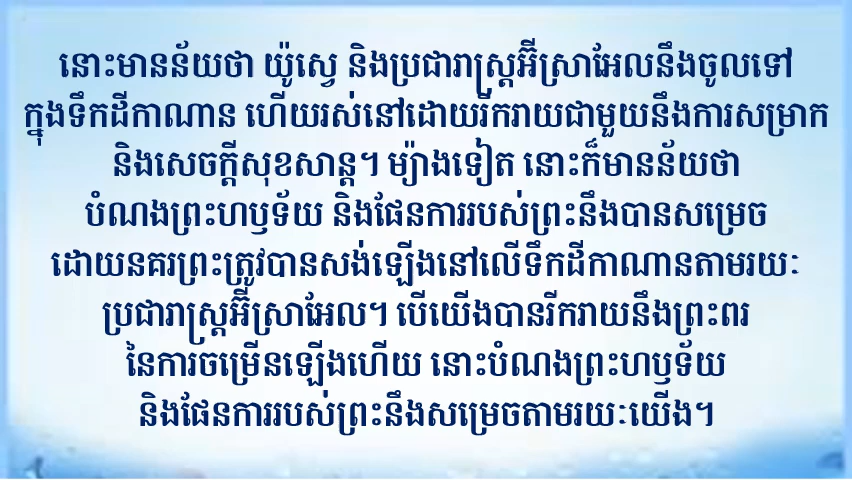 នោះមានន័យថា យ៉ូស្វេ និងប្រជារាស្ត្រអ៊ីស្រាអែលនឹងចូលទៅ
ក្នុងទឹកដីកាណាន ហើយរស់នៅដោយរីករាយជាមួយនឹងការសម្រាក
និងសេចក្តីសុខសាន្ត។ ម្យ៉ាងទៀត នោះក៏មានន័យថា
បំណងព្រះហឫទ័យ និងផែនការរបស់ព្រះនឹងបានសម្រេច
ដោយនគរព្រះត្រូវបានសង់ឡើងនៅលើទឹកដីកាណានតាមរយៈ
ប្រជារាស្ត្រអ៊ីស្រាអែល។ បើយើងបានរីករាយនឹងព្រះពរ
នៃការចម្រើនឡើងហើយ នោះបំណងព្រះហឫទ័យ
និងផែនការរបស់ព្រះនឹងសម្រេចតាមរយៈយើង។